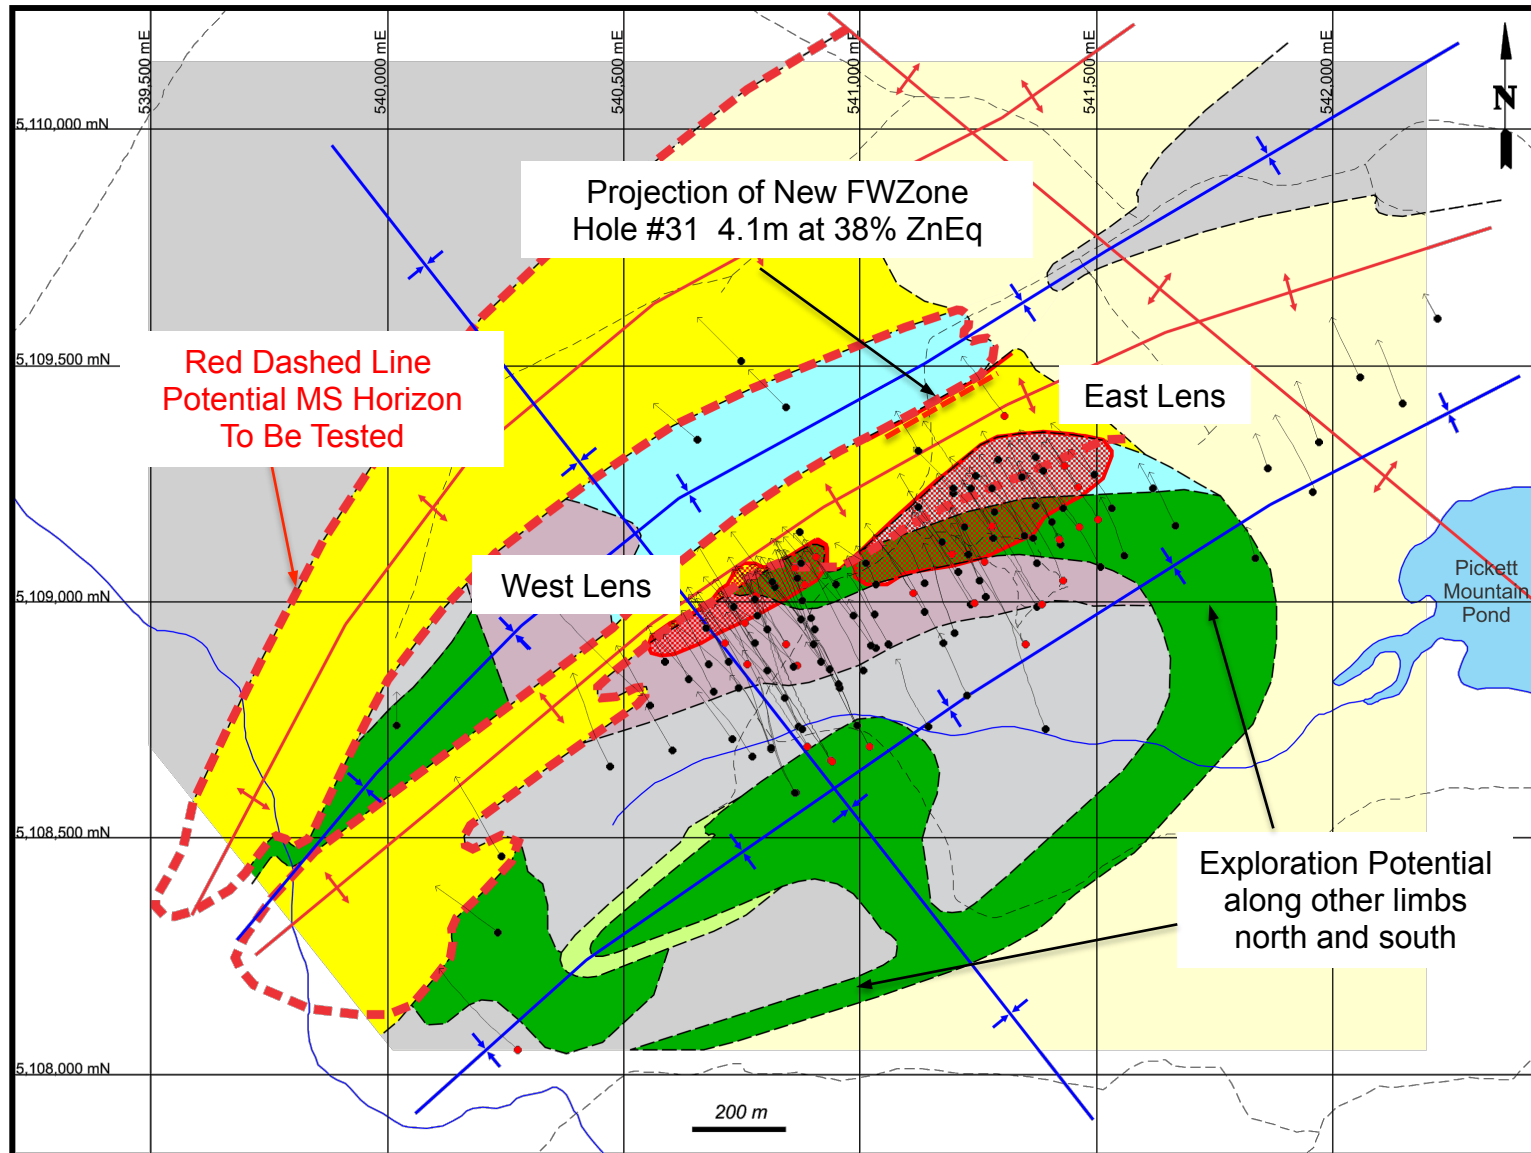 539,500 mE
540,000 mE
540,500 mE
541,000 mE
541,500 mE
542,000 mE
N
5,110,000 mN
Projection of New FWZone
Hole #31 4.1m at 38% ZnEq
5,109,500 mN
Red Dashed Line
Potential MS Horizon
To Be Tested
East Lens
West Lens
5,109,000 mN
Pickett
Mountain
Pond
5,108,500 mN
Exploration Potential
along other limbs
north and south
5,108,000 mN
200 m